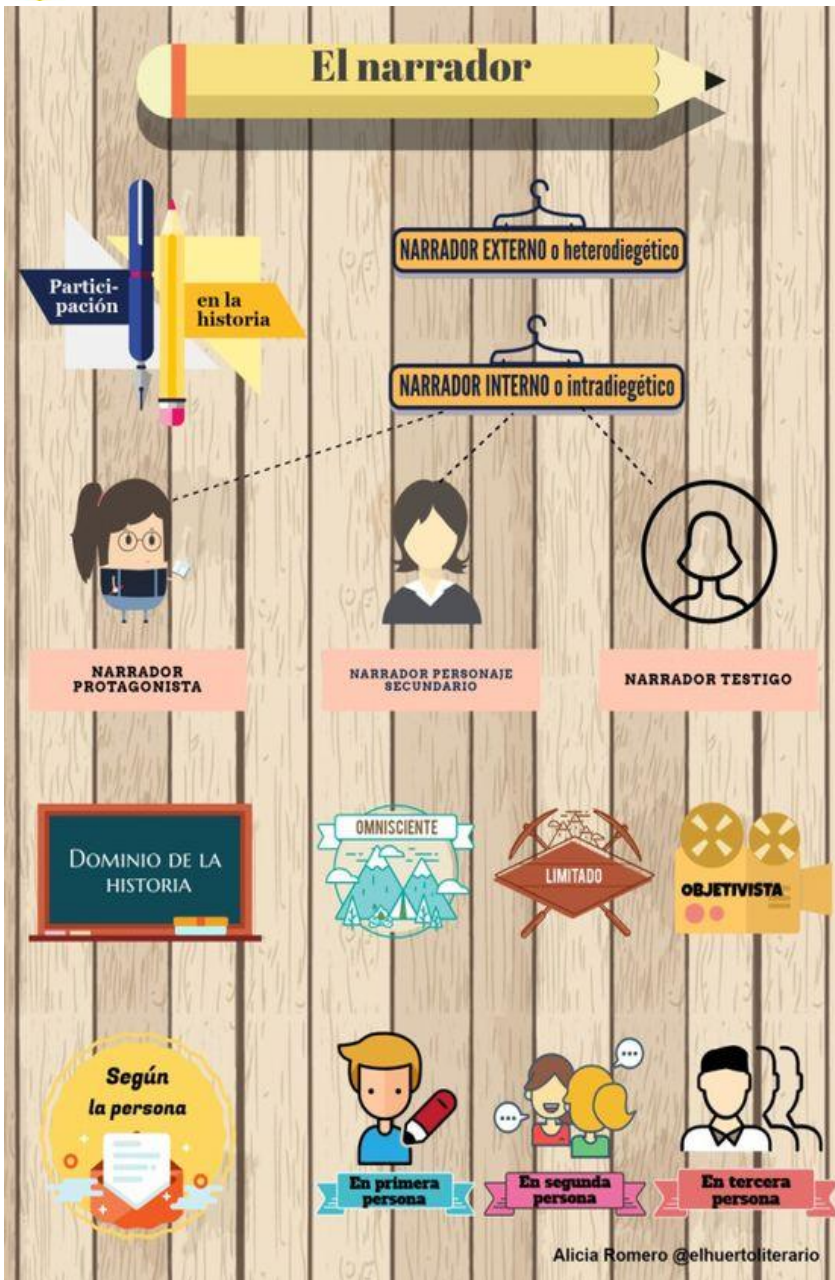 El narrador
Partici-
pación
en la
historia
NARRADOR EXTERNO o heterodiegético
NARRADOR INTERNO o intradiegético
NARRADOR
PROTAGONISTA
NARRADOR PERSONAJE
SECUNDARIO
NARRADOR TESTIGO
DOMINIO DE LA
HISTORIA
OMNISCIENTE
LIMITADO
OBJETIVISTA
Según
la persona
En primera
persona
En segunda
persona
En tercera
persona
Alicia Romero @elhuertoliterario